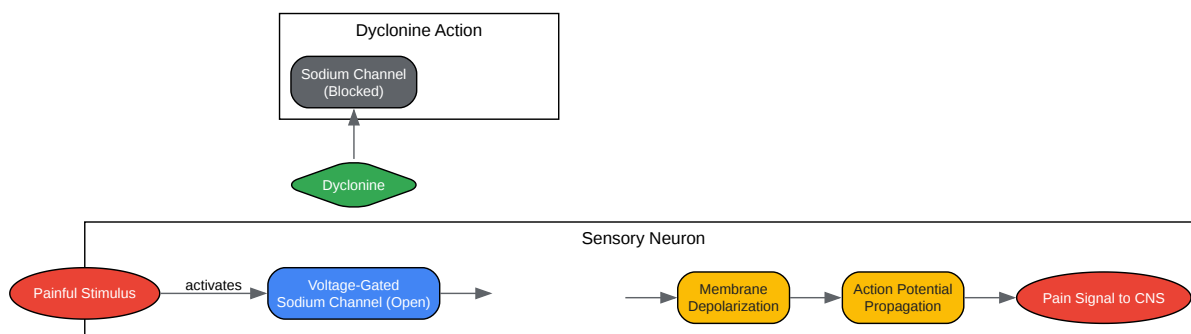 Dyclonine Action
Sodium Channel
(Blocked)
Dyclonine
Sensory Neuron
Painful Stimulus
activates
Voltage-Gated
Sodium Channel (Open)
Membrane
Depolarization
Action Potential
Propagation
Pain Signal to CNS